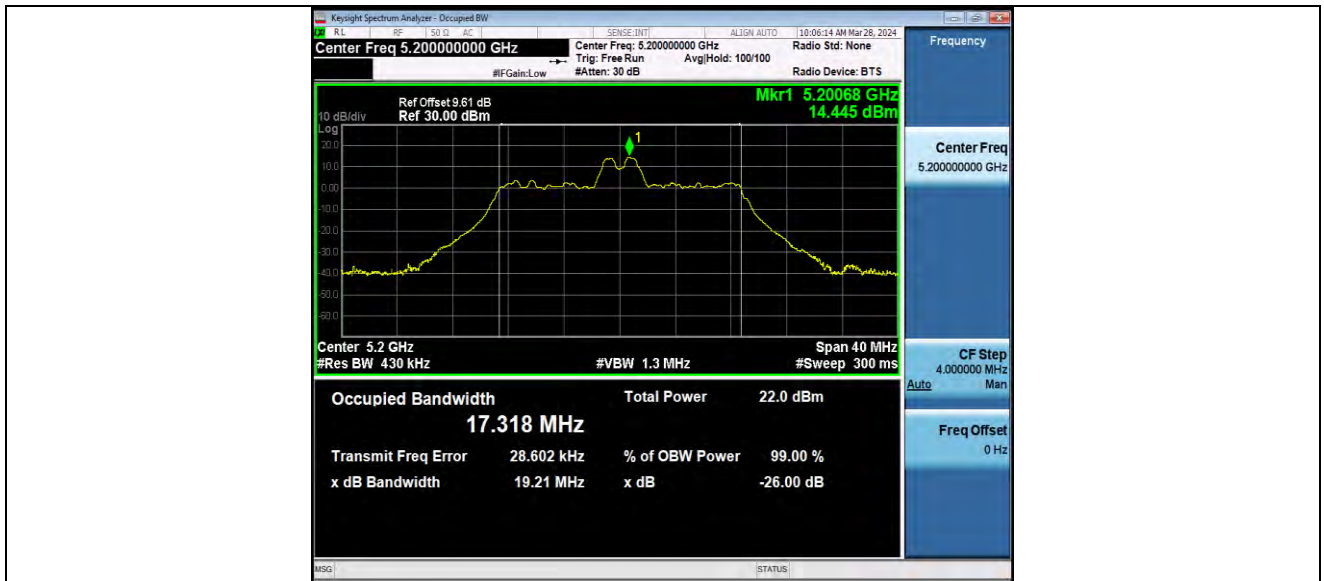 Keysight Spectrum Analyzer - Occupied BW
RL RF 50 Ω AC SENSE:INT ALIGN AUTO 10:06:14 AM Mar 28, 2024
Center Freq 5.200000000 GHz
Center Freq: 5.200000000 GHz
Radio Std: None
Trig: Free Run Avg|Hold: 100/100
#IFGain:Low
#Atten: 30 dB
Radio Device: BTS
Frequency
Mkr1 5.20068 GHz
14.445 dBm
Ref Offset 9.61 dB
10 dB/div Ref 30.00 dBm
Log
20.0
10.0
0.00
-10.0
-20.0
-30.0
-40.0
-50.0
-60.0
1
Center 5.2 GHz Span 40 MHz
#Res BW 430 kHz #VBW 1.3 MHz #Sweep 300 ms
Center Freq
5.200000000 GHz
CF Step
4.000000 MHz
Auto Man
Freq Offset
0 Hz
Occupied Bandwidth Total Power 22.0 dBm
17.318 MHz
Transmit Freq Error 28.602 kHz % of OBW Power 99.00 %
x dB Bandwidth 19.21 MHz x dB -26.00 dB
MSG STATUS